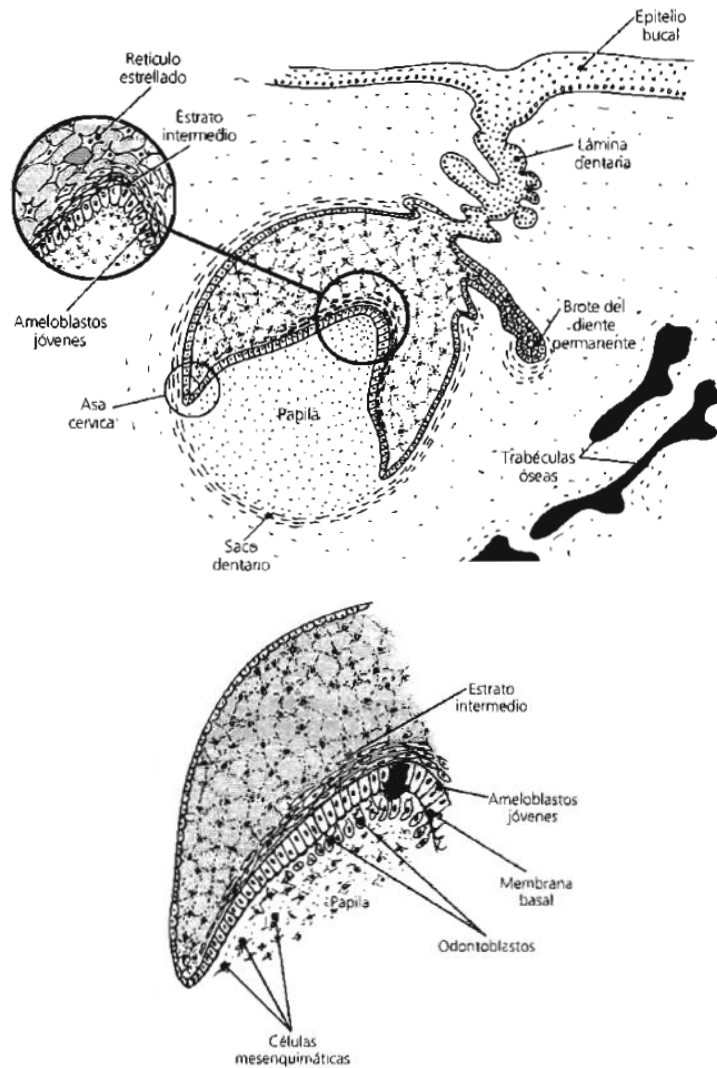 Epitelio
bucal
Retículo
estrellado
Estrato
intermedio
Lámina
dentaria
Ameloblastos
jóvenes
Brote del
diente
permanente
Asa
cervica
Papila
Trabéculas
óseas
Saco
dentario
Estrato
intermedio
Ameloblastos
jóvenes
Membrana
basal
Papila
Odontoblastos
Células
mesenquimáticas